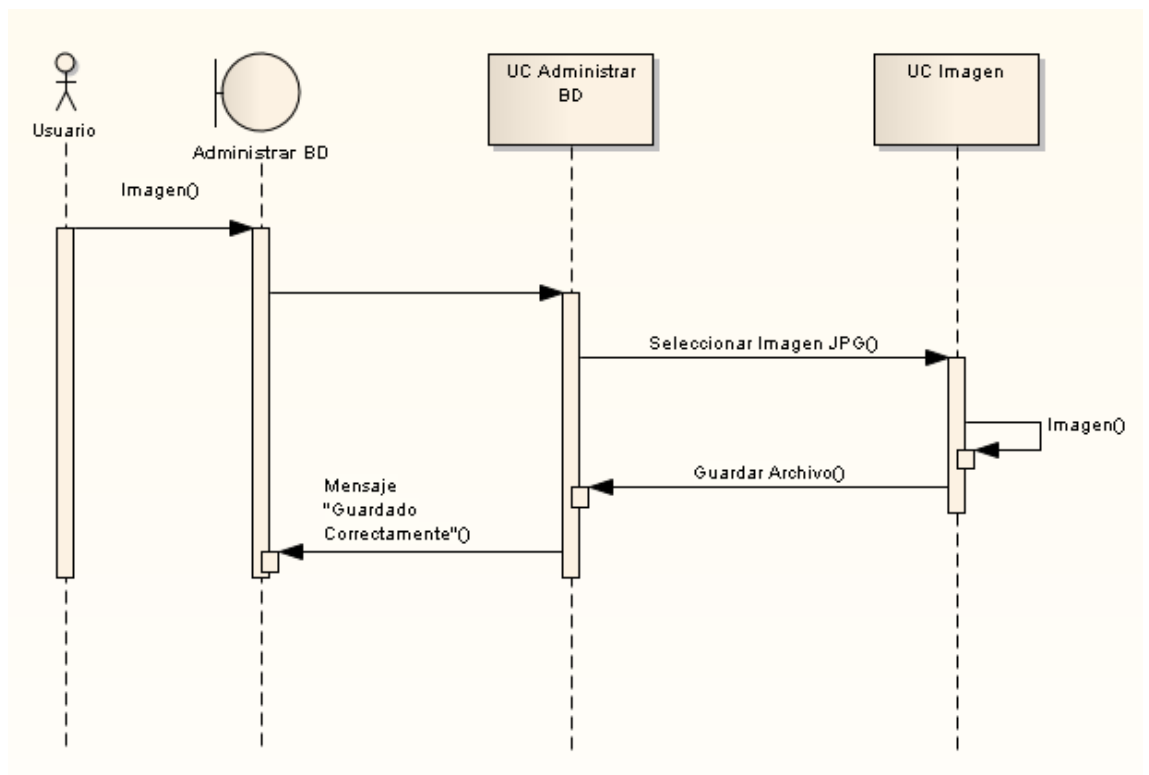 Usuario
Administrar BD
UC Administrar
BD
UC Imagen
Imagen()
Seleccionar Imagen JPG()
Imagen()
Guardar Archivo()
Mensaje
"Guardado
Correctamente"()